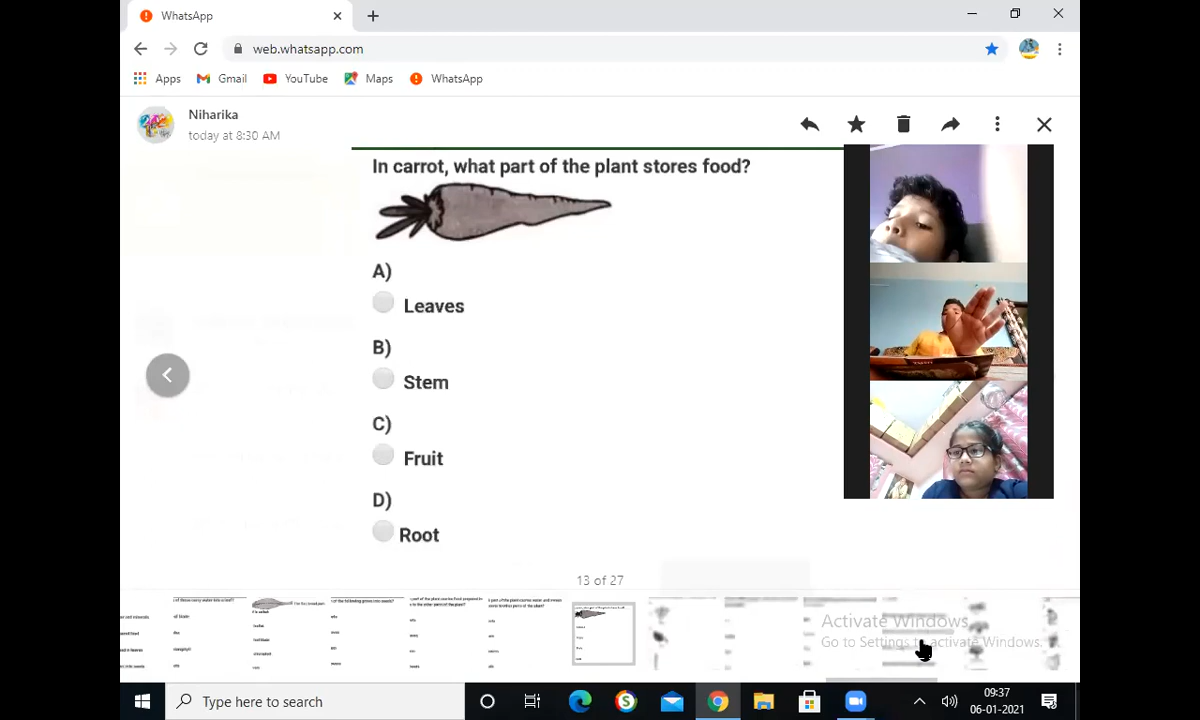 WhatsApp
web.whatsapp.com
Apps
Gmail
YouTube
Maps
WhatsApp
Niharika
today at 8:30 AM
In carrot, what part of the plant stores food?
A)
Leaves
B)
Stem
C)
Fruit
D)
Root
13 of 27
Activate Windows
Go to Settings to activate Windows.
Type here to search
09:37
06-01-2021